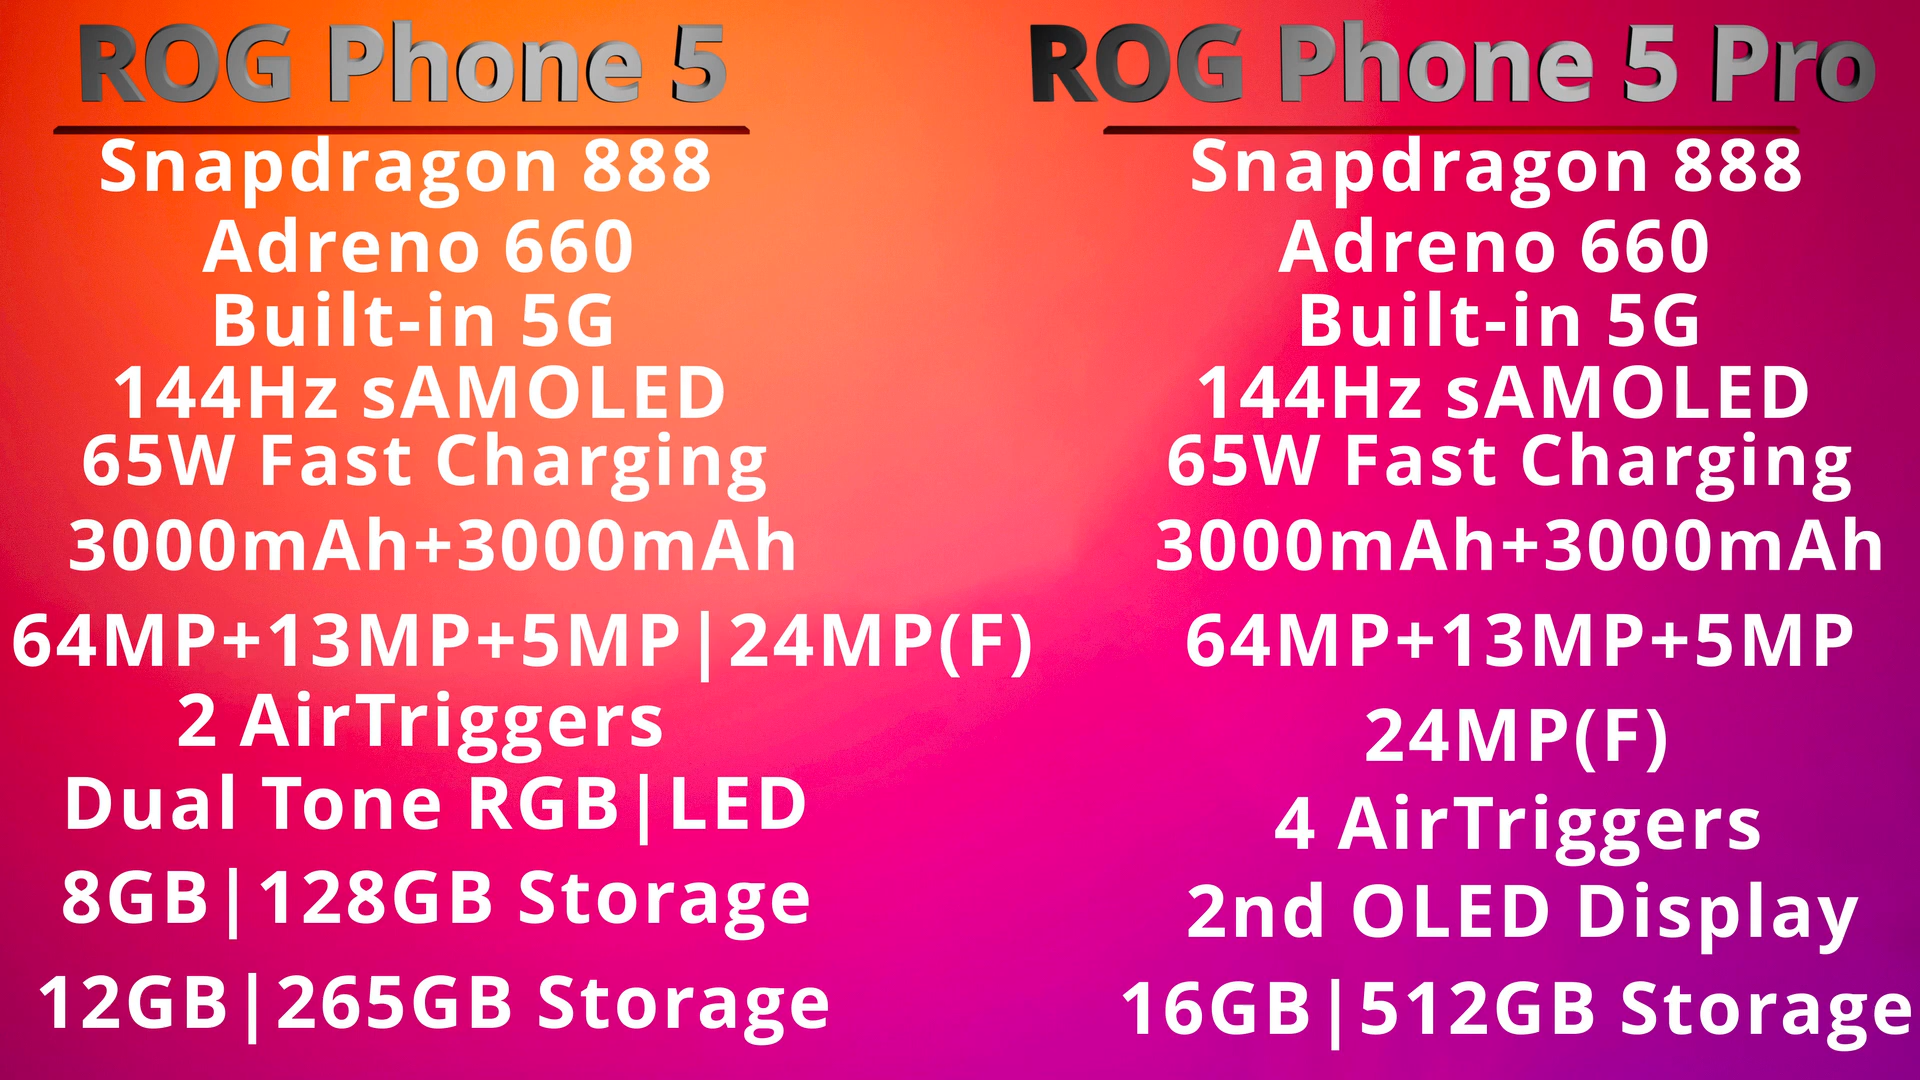 ROG Phone 5
Snapdragon 888
Adreno 660
Built-in 5G
144Hz sAMOLED
65W Fast Charging
3000mAh+3000mAh
64MP+13MP+5MP|24MP(F)
2 AirTriggers
Dual Tone RGB|LED
8GB|128GB Storage
12GB|265GB Storage
ROG Phone 5 Pro
Snapdragon 888
Adreno 660
Built-in 5G
144Hz sAMOLED
65W Fast Charging
3000mAh+3000mAh
64MP+13MP+5MP
24MP(F)
4 AirTriggers
2nd OLED Display
16GB|512GB Storage